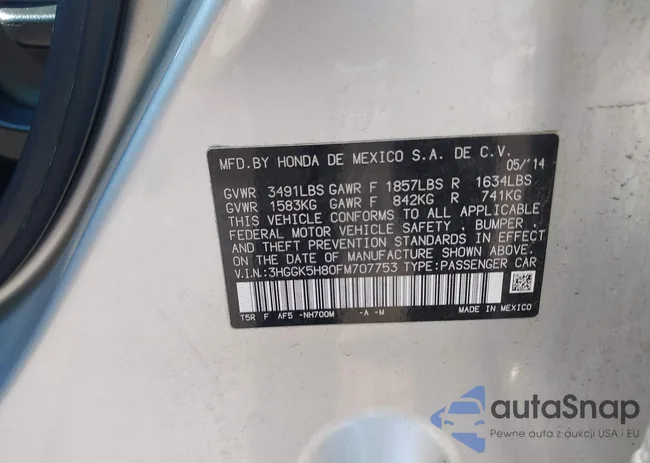 MFD.BY HONDA DE MEXICO S.A. DE C.V.
05/'14
GVWR 3491LBS GAWR F 1857LBS R 1634LBS
GVWR 1583KG GAWR F 842KG R 741KG
THIS VEHICLE CONFORMS TO ALL APPLICABLE
FEDERAL MOTOR VEHICLE SAFETY , BUMPER ,
AND THEFT PREVENTION STANDARDS IN EFFECT
ON THE DATE OF MANUFACTURE SHOWN ABOVE.
V.I.N.:3HGGK5H80FM707753 TYPE:PASSENGER CAR
T5R F AF5 -NH700M -A -M MADE IN MEXICO
autoSnap
Pewne auta z aukcji USA i EU